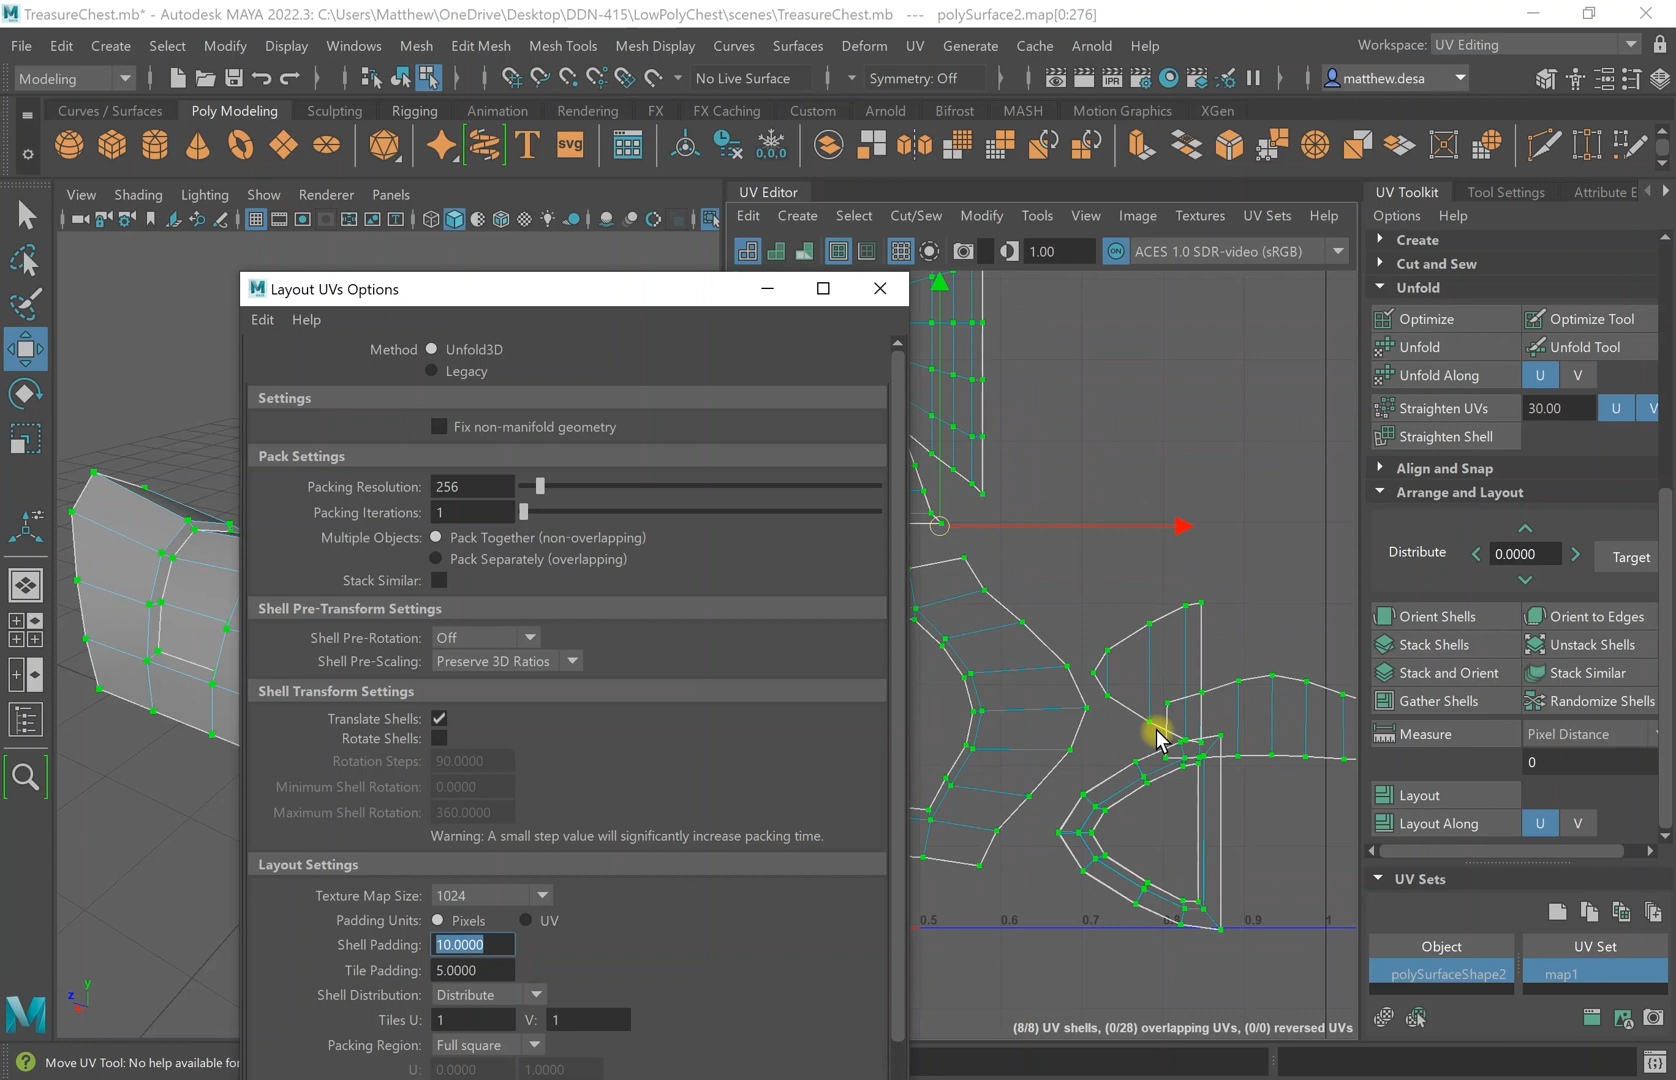 TreasureChest.mb* - Autodesk MAYA 2022.3: C:\Users\Matthew\OneDrive\Desktop\DDN-415\LowPolyChest\scenes\TreasureChest.mb --- polySurface2.map[0:276]
File Edit Create Select Modify Display Windows Mesh Edit Mesh Mesh Tools Mesh Display Curves Surfaces Deform UV Generate Cache Arnold Help Workspace: UV Editing
Modeling No Live Surface Symmetry: Off matthew.desa
Curves / Surfaces Poly Modeling Sculpting Rigging Animation Rendering FX FX Caching Custom Arnold Bifrost MASH Motion Graphics XGen
T svg 0,0,0
View Shading Lighting Show Renderer Panels
UV Editor
Edit Create Select Cut/Sew Modify Tools View Image Textures UV Sets Help
1.00 ON ACES 1.0 SDR-video (sRGB)
UV Toolkit Tool Settings Attribute E
Options Help
Create
Cut and Sew
Unfold
Optimize Optimize Tool
Unfold Unfold Tool
Unfold Along U V
Straighten UVs 30.00 U V
Straighten Shell
Align and Snap
Arrange and Layout
Distribute 0.0000 Target
Orient Shells Orient to Edges
Stack Shells Unstack Shells
Stack and Orient Stack Similar
Gather Shells Randomize Shells
Measure Pixel Distance
0
Layout
Layout Along U V
UV Sets
Object UV Set
polySurfaceShape2 map1
Layout UVs Options
Edit Help
Method Unfold3D
Legacy
Settings
Fix non-manifold geometry
Pack Settings
Packing Resolution: 256
Packing Iterations: 1
Multiple Objects: Pack Together (non-overlapping)
Pack Separately (overlapping)
Stack Similar:
Shell Pre-Transform Settings
Shell Pre-Rotation: Off
Shell Pre-Scaling: Preserve 3D Ratios
Shell Transform Settings
Translate Shells:
Rotate Shells:
Rotation Steps: 90.0000
Minimum Shell Rotation: 0.0000
Maximum Shell Rotation: 360.0000
Warning: A small step value will significantly increase packing time.
Layout Settings
Texture Map Size: 1024
Padding Units: Pixels UV
Shell Padding: 10.0000
Tile Padding: 5.0000
Shell Distribution: Distribute
Tiles U: 1 V: 1
Packing Region: Full square
U: 0.0000 1.0000
0.5 0.6 0.7 0.9 1
(8/8) UV shells, (0/28) overlapping UVs, (0/0) reversed UVs
y
z
Move UV Tool: No help available for